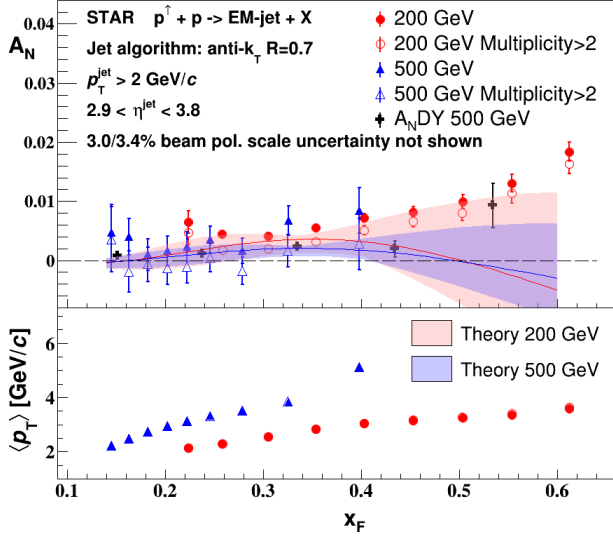 STAR p↑ + p -> EM-jet + X
Jet algorithm: anti-kT R=0.7
pTjet > 2 GeV/c
2.9 < ηjet < 3.8
3.0/3.4% beam pol. scale uncertainty not shown
200 GeV
200 GeV Multiplicity>2
500 GeV
500 GeV Multiplicity>2
ANDY 500 GeV
AN
0.04
0.02
0.01
0
Theory 200 GeV
Theory 500 GeV
⟨pT⟩ [GeV/c]
6
4
2
0.1 0.2 0.3 0.4 0.5 0.6
xF